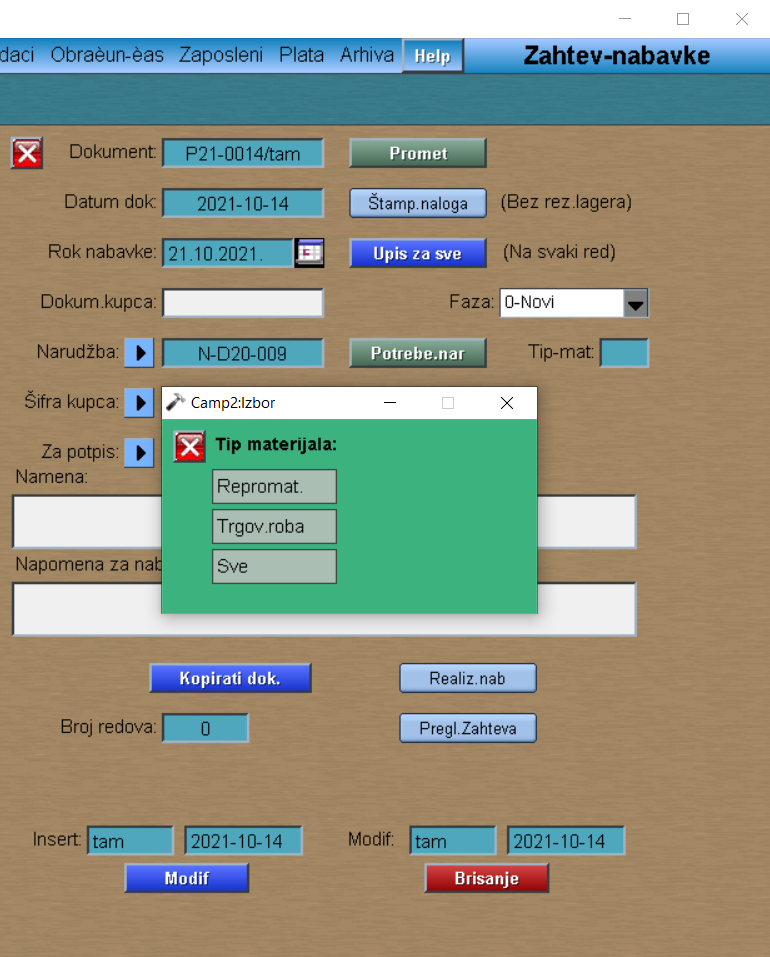 daci Obraèun-èas Zaposleni Plata Arhiva Help Zahtev-nabavke
Dokument: P21-0014/tam Promet
Datum dok: 2021-10-14 Štamp.naloga (Bez rez.lagera)
Rok nabavke: 21.10.2021. Upis za sve (Na svaki red)
Dokum.kupca: Faza: 0-Novi
Narudžba: N-D20-009 Potrebe.nar Tip-mat:
Šifra kupca:
Camp2:Izbor
Tip materijala:
Repromat.
Trgov.roba
Sve
Za potpis:
Namena:
Napomena za nab
Kopirati dok. Realiz.nab
Broj redova: 0 Pregl.Zahteva
Insert: tam 2021-10-14 Modif: tam 2021-10-14
Modif Brisanje